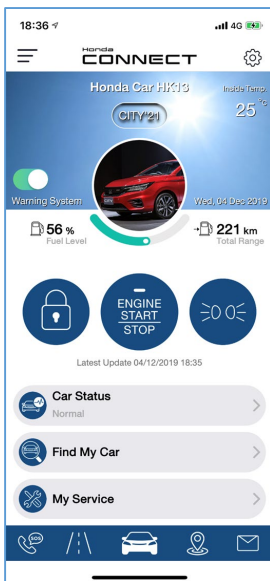 18:36
4G
Honda
CONNECT
Honda Car HK13
Inside Temp.
CITY'21
25 °C
Warning System
Wed, 04 Dec 2019
56 %
Fuel Level
221 km
Total Range
ENGINE
START
STOP
Latest Update 04/12/2019 18:35
Car Status
Normal
Find My Car
My Service
SOS